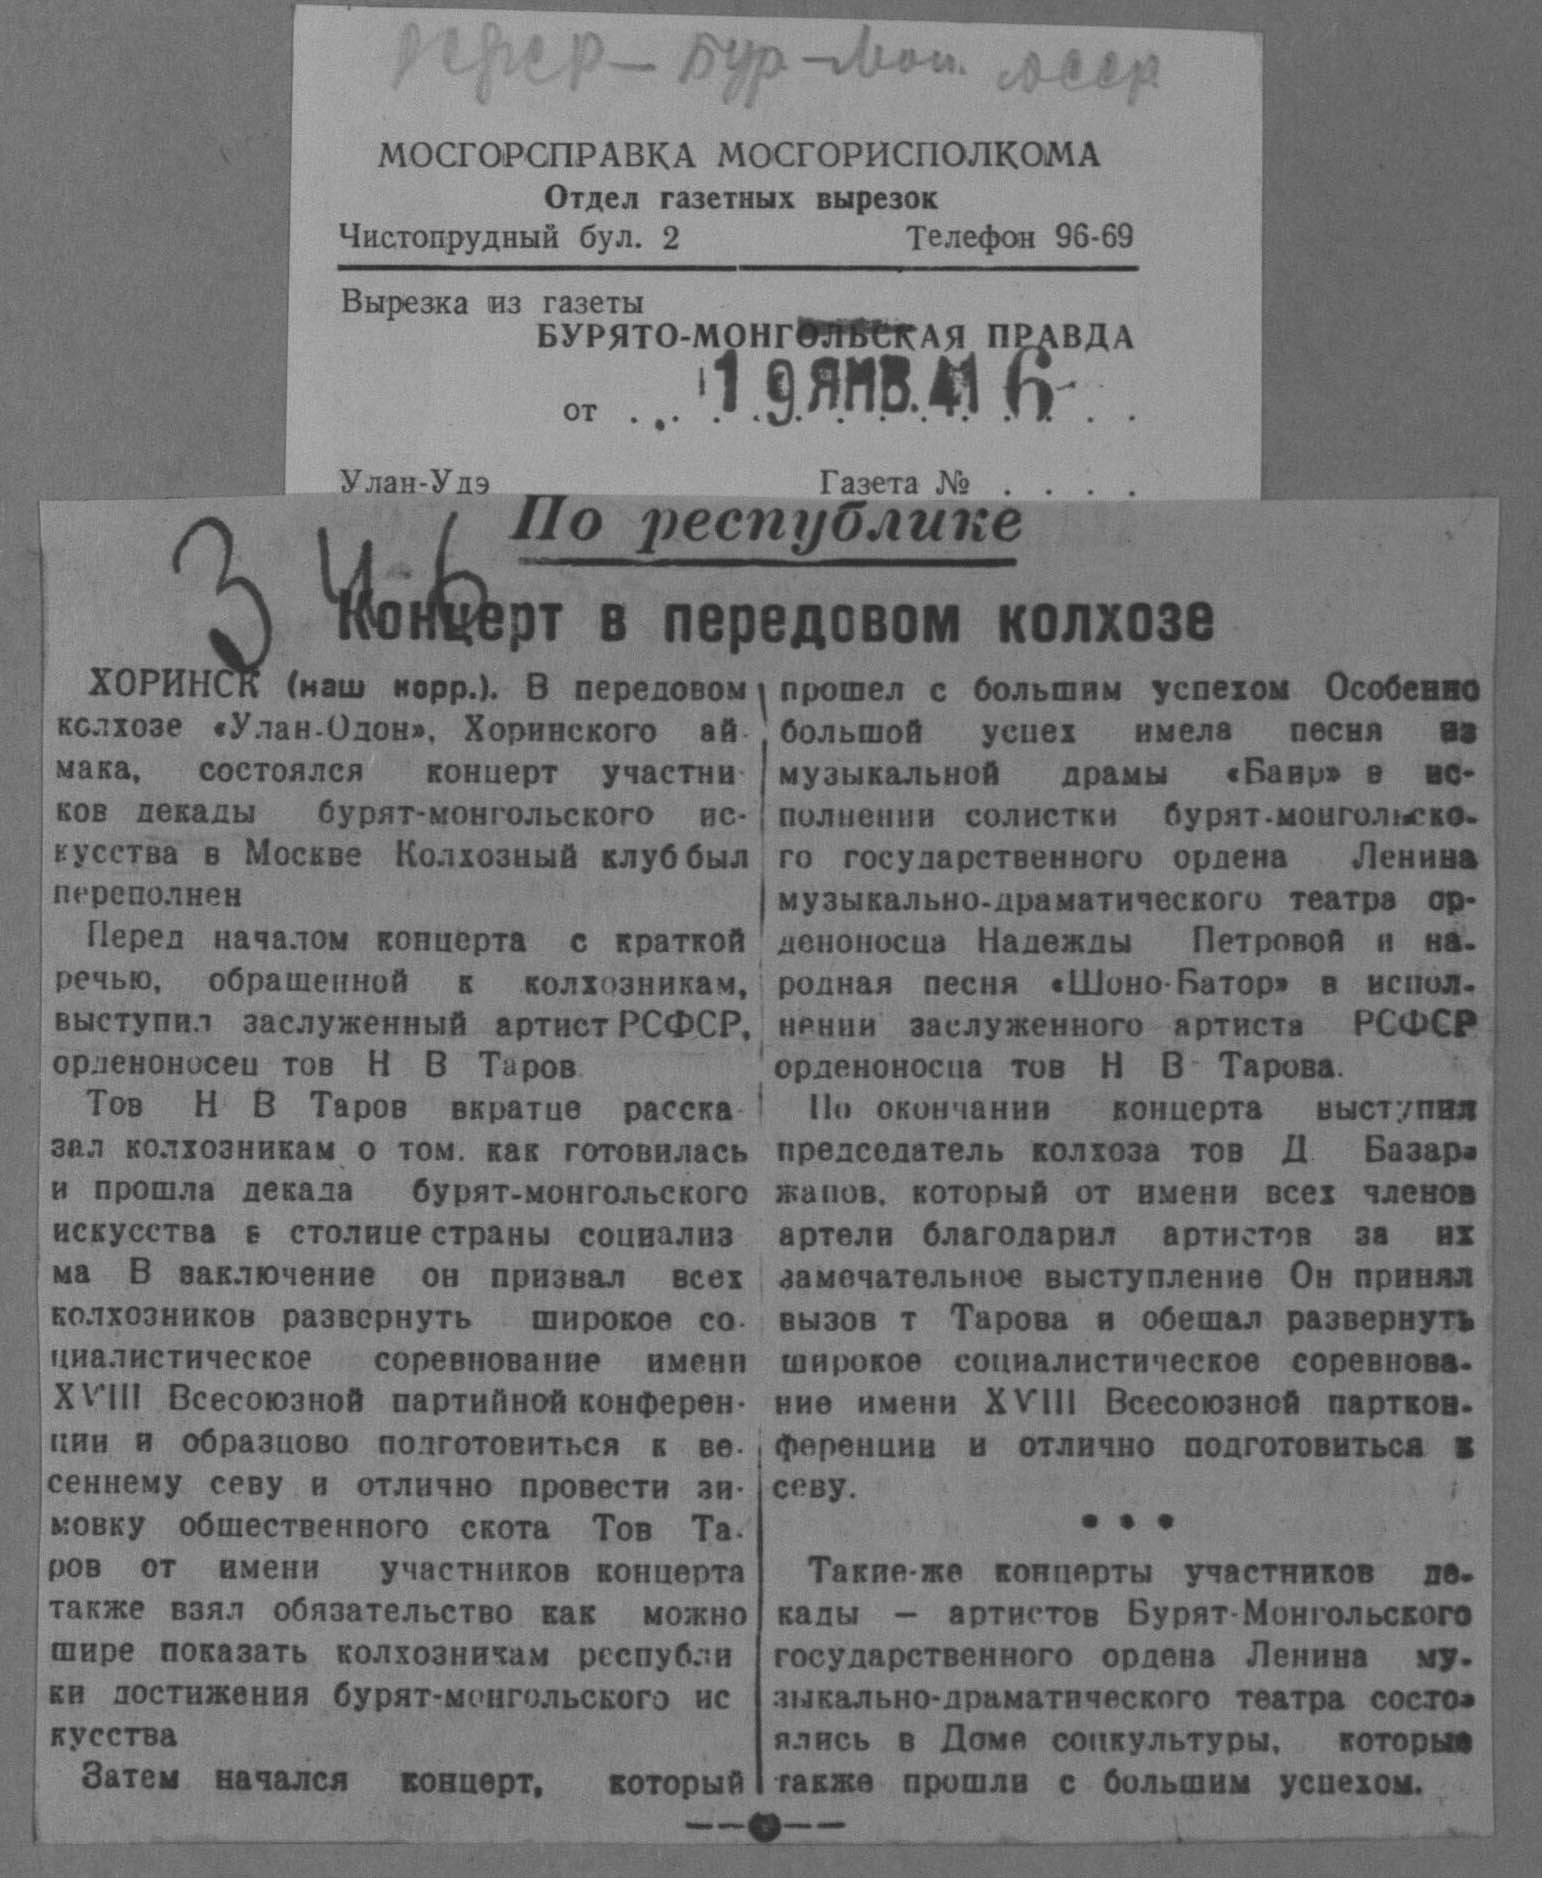 РСФСР – Бур – Мон. АССР
МОСГОРСПРАВКА МОСГОРИСПОЛКОМА
Отдел газетных вырезок
Чистопрудный бул. 2 Телефон 96-69
Вырезка из газеты
БУРЯТО-МОНГОЛЬСКАЯ ПРАВДА
от . . . 19 ЯНВ. 41 6 . .
Улан-Удэ Газета № . . . .
346
По республике
Концерт в передовом колхозе
ХОРИНСК (наш корр.). В передовом
колхозе «Улан-Одон», Хоринского ай-
мака, состоялся концерт участни-
ков декады бурят-монгольского ис-
кусства в Москве Колхозный клуб был
переполнен
Перед началом концерта с краткой
речью, обращенной к колхозникам,
выступил заслуженный артист РСФСР,
орденоносец тов Н В Таров
Тов Н В Таров вкратце расска-
зал колхозникам о том. как готовилась
и прошла декада бурят-монгольского
искусства в столице страны социализ
ма В заключение он призвал всех
колхозников развернуть широкое со-
циалистическое соревнование имени
XVIII Всесоюзной партийной конферен-
ции и образцово подготовиться к ве-
сеннему севу и отлично провести зи-
мовку общественного скота Тов Та-
ров от имени участников концерта
также взял обязательство как можно
шире показать колхозникам республи
ки достижения бурят-монгольского ис
кусства
Затем начался концерт, который
прошел с большим успехом Особенно
большой успех имела песня из
музыкальной драмы «Баир» в ис-
полнении солистки бурят-монгольско-
го государственного ордена Ленина
музыкально-драматического театра ор-
деноносца Надежды Петровой и на-
родная песня «Шоно-Батор» в испол-
нении заслуженного артиста РСФСР
орденоносца тов Н В Тарова.
По окончании концерта выступил
председатель колхоза тов Д Базар-
жапов, который от имени всех членов
артели благодарил артистов за их
замечательное выступление Он принял
вызов т Тарова и обещал развернуть
широкое социалистическое соревнова-
ние имени XVIII Всесоюзной парткон-
ференции и отлично подготовиться к
севу.
• • •
Такие-же концерты участников де-
кады — артистов Бурят-Монгольского
государственного ордена Ленина му-
зыкально-драматического театра состо-
ялись в Доме соцкультуры, которые
также прошли с большим успехом.